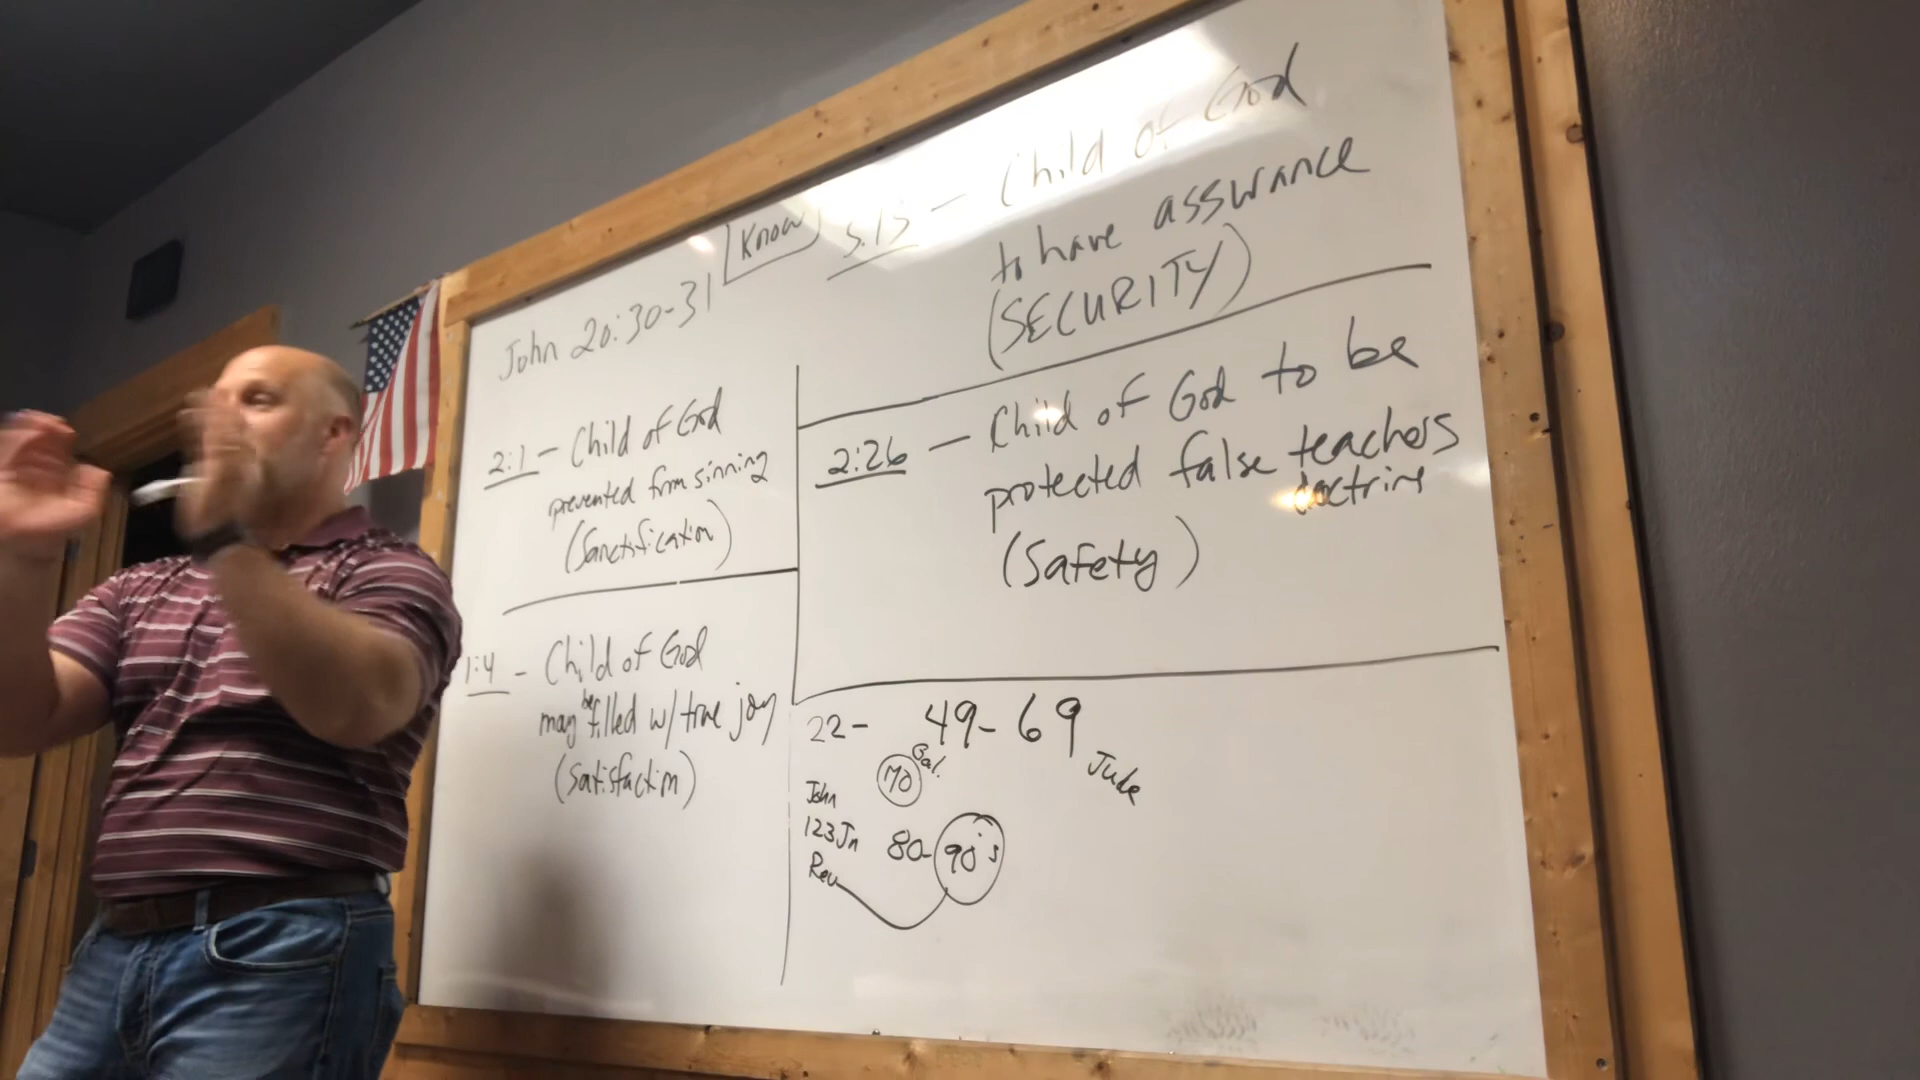 John 20:30-31
Know
5:13 - Child of God
to have assurance
(SECURITY)
2:1 - Child of God
prevented from sinning
(Sanctification)
1:4 - Child of God
may be filled w/ true joy
(Satisfaction)
2:26 - Child of God to be
protected false teachers
doctrine
(Safety)
22- 49-69
Gal.
Jude
70
John
123Jn 80-90's
Rev